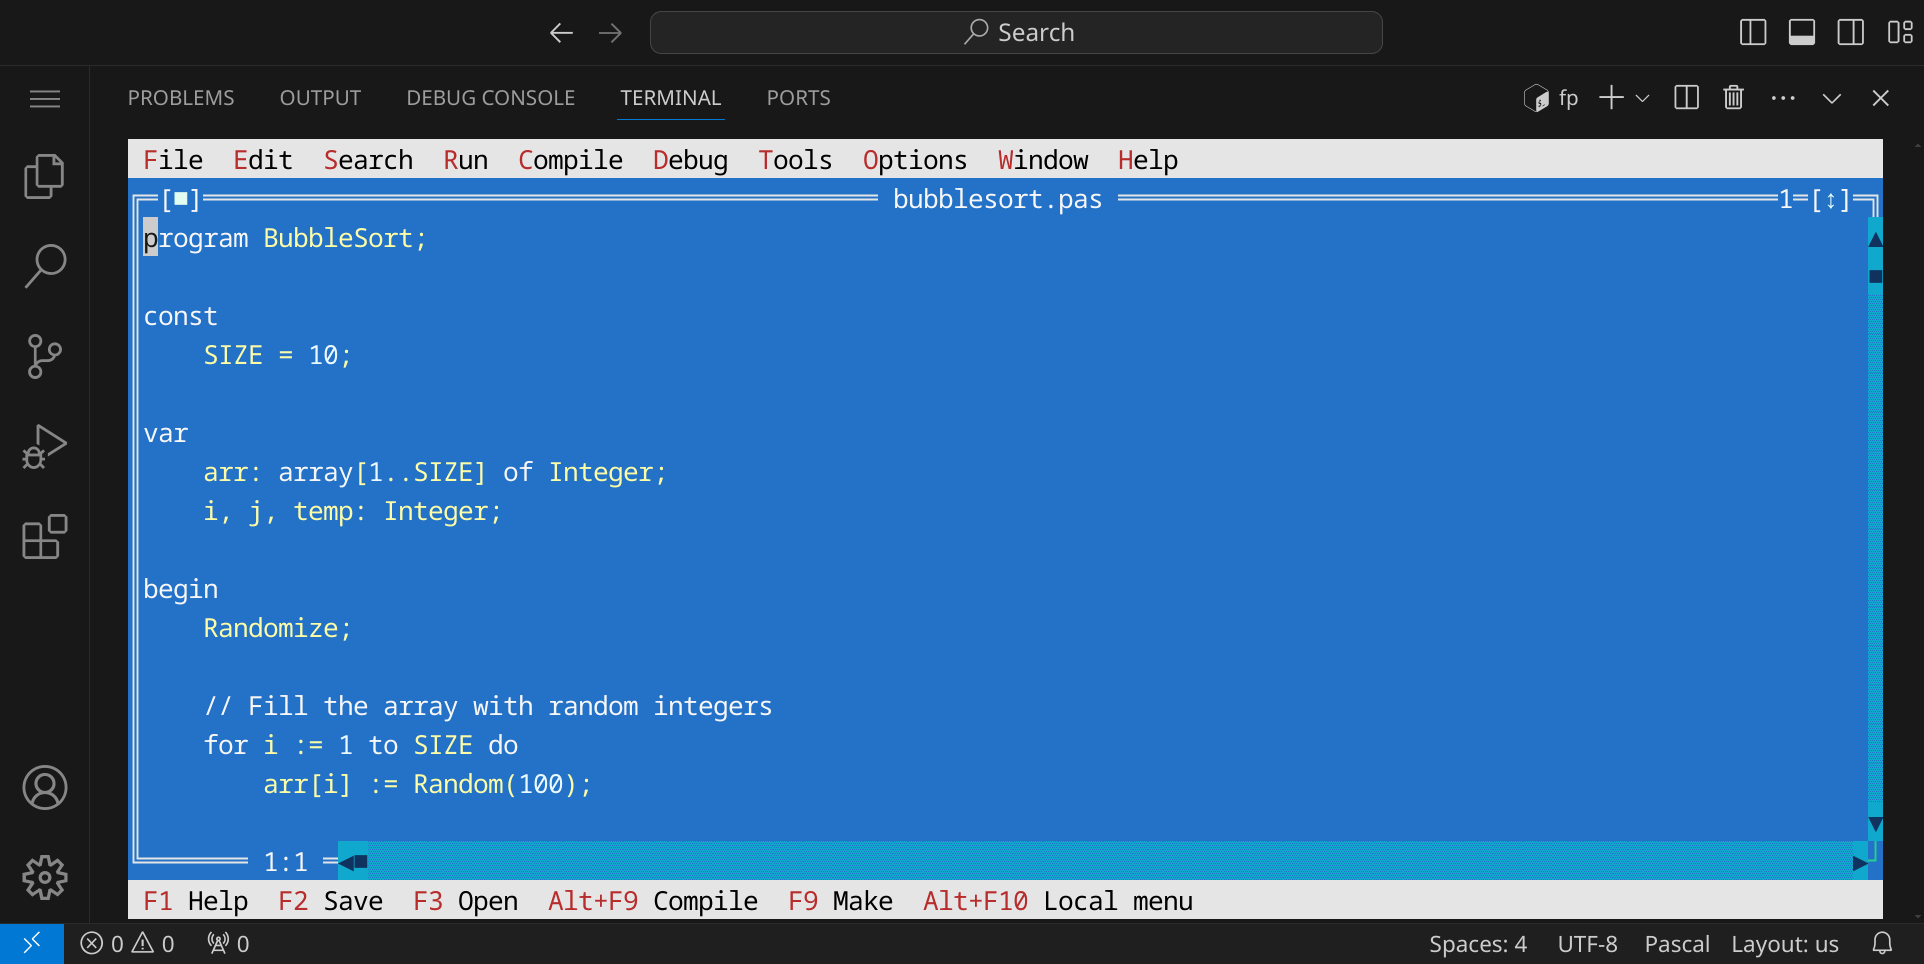 Search
PROBLEMS OUTPUT DEBUG CONSOLE TERMINAL PORTS fp
File Edit Search Run Compile Debug Tools Options Window Help
[■] bubblesort.pas 1=[↕]
program BubbleSort;
const
SIZE = 10;
var
arr: array[1..SIZE] of Integer;
i, j, temp: Integer;
begin
Randomize;
// Fill the array with random integers
for i := 1 to SIZE do
arr[i] := Random(100);
1:1
F1 Help F2 Save F3 Open Alt+F9 Compile F9 Make Alt+F10 Local menu
0 0 0 Spaces: 4 UTF-8 Pascal Layout: us